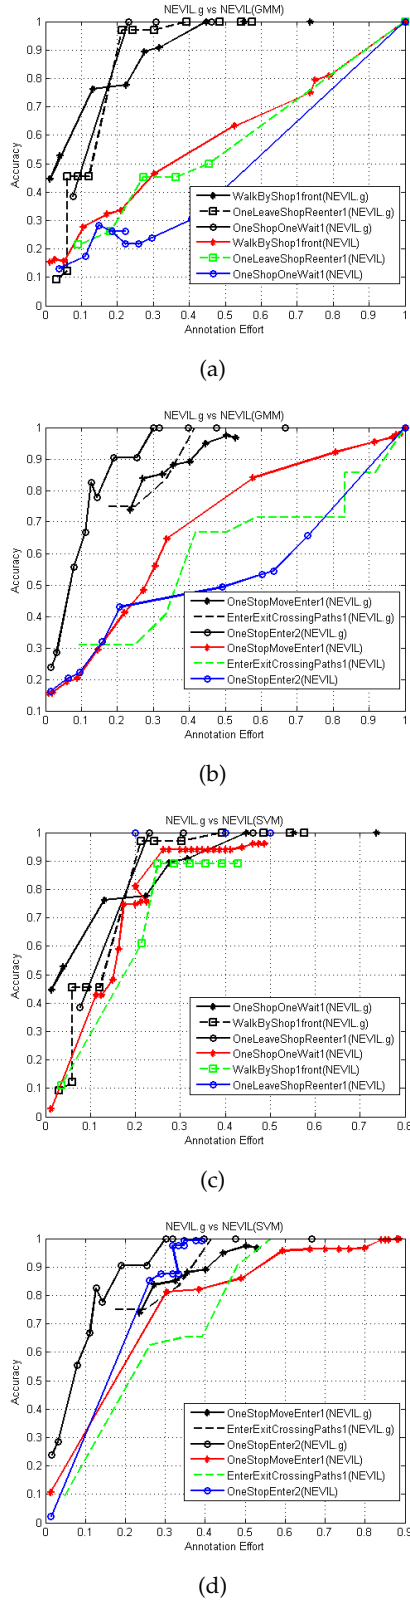 NEVIL.g vs NEVIL(GMM)
1
0.9
0.8
0.7
0.6
0.5
0.4
0.3
0.2
0.1
0
Accuracy
WalkByShop1front(NEVIL.g)
OneLeaveShopReenter1(NEVIL.g)
OneShopOneWait1(NEVIL.g)
WalkByShop1front(NEVIL)
OneLeaveShopReenter1(NEVIL)
OneShopOneWait1(NEVIL)
0 0.1 0.2 0.3 0.4 0.5 0.6 0.7 0.8 0.9 1
Annotation Effort
(a)
NEVIL.g vs NEVIL(GMM)
1
0.9
0.8
0.7
0.6
0.5
0.4
0.3
0.2
0.1
Accuracy
OneStopMoveEnter1(NEVIL.g)
EnterExitCrossingPaths1(NEVIL.g)
OneStopEnter2(NEVIL.g)
OneStopMoveEnter1(NEVIL)
EnterExitCrossingPaths1(NEVIL)
OneStopEnter2(NEVIL)
0 0.1 0.2 0.3 0.4 0.5 0.6 0.7 0.8 0.9 1
Annotation Effort
(b)
NEVIL.g vs NEVIL(SVM)
1
0.9
0.8
0.7
0.6
0.5
0.4
0.3
0.2
0.1
0
Accuracy
OneShopOneWait1(NEVIL.g)
WalkByShop1front(NEVIL.g)
OneLeaveShopReenter1(NEVIL.g)
OneShopOneWait1(NEVIL)
WalkByShop1front(NEVIL)
OneLeaveShopReenter1(NEVIL)
0 0.1 0.2 0.3 0.4 0.5 0.6 0.7 0.8
Annotation Effort
(c)
NEVIL.g vs NEVIL(SVM)
1
0.9
0.8
0.7
0.6
0.5
0.4
0.3
0.2
0.1
0
Accuracy
OneStopMoveEnter1(NEVIL.g)
EnterExitCrossingPaths1(NEVIL.g)
OneStopEnter2(NEVIL.g)
OneStopMoveEnter1(NEVIL)
EnterExitCrossingPaths1(NEVIL)
OneStopEnter2(NEVIL)
0 0.1 0.2 0.3 0.4 0.5 0.6 0.7 0.8 0.9
Annotation Effort
(d)